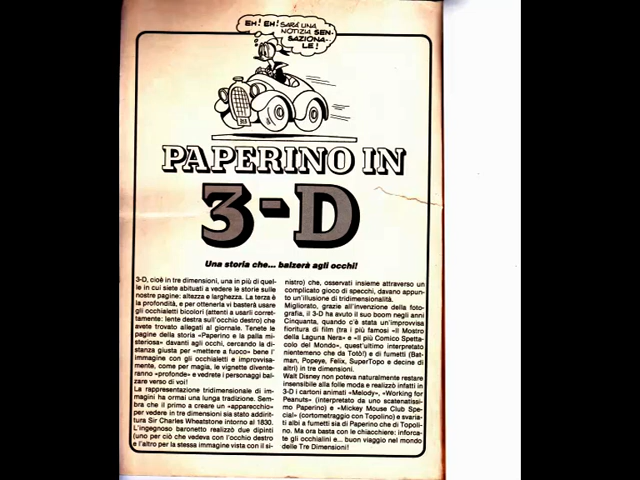 EH! EH! SARÀ UNA
NOTIZIA SEN-
SAZIONA-
LE!
313
PAPERINO IN
3-D
Una storia che... balzerà agli occhi!
3-D, cioè in tre dimensioni, una in più di quel-
le in cui siete abituati a vedere le storie sulle
nostre pagine: altezza e larghezza. La terza è
la profondità, e per ottenerla vi basterà usare
gli occhialetti bicolori (attenti a usarli corret-
tamente: lente destra sull'occhio destro) che
avete trovato allegati al giornale. Tenete le
pagine della storia «Paperino e la palla mi-
steriosa» davanti agli occhi, cercando la di-
stanza giusta per «mettere a fuoco» bene l'
immagine con gli occhialetti e improvvisa-
mente, come per magia, le vignette diverte-
ranno «profonde» e vedrete i personaggi bal-
zare verso di voi!
La rappresentazione tridimensionale di im-
magini ha ormai una lunga tradizione. Sem-
bra che il primo a creare un «apparecchio»
per vedere in tre dimensioni sia stato addirit-
tura Sir Charles Wheatstone intorno al 1830.
L'ingegnoso baronetto realizzò due dipinti
(uno per ciò che vedeva con l'occhio destro
e l'altro per la stessa immagine vista con il si-
nistro) che, osservati insieme attraverso un
complicato gioco di specchi, davano appun-
to un'illusione di tridimensionalità.
Migliorato, grazie all'invenzione della foto-
grafia, il 3-D ha avuto il suo boom negli anni
Cinquanta, quando c'è stata un'improvvisa
fioritura di film (tra i più famosi «Il Mostro
della Laguna Nera» e «Il più Comico Spetta-
colo del Mondo», quest'ultimo interpretato
nientemeno che da Totò!) e di fumetti (Bat-
man, Popeye, Felix, SuperTopo e decine di
altri) in tre dimensioni.
Walt Disney non poteva naturalmente restare
insensibile alla folle moda e realizzò infatti in
3-D i cartoni animati «Melody», «Working for
Peanuts» (interpretato da uno scatenatissi-
mo Paperino) e «Mickey Mouse Club Spe-
cial» (cortometraggio con Topolino) e svaria-
ti albi a fumetti sia di Paperino che di Topoli-
no. Ma ora basta con le chiacchiere: inforca-
te gli occhialini e... buon viaggio nel mondo
delle Tre Dimensioni!